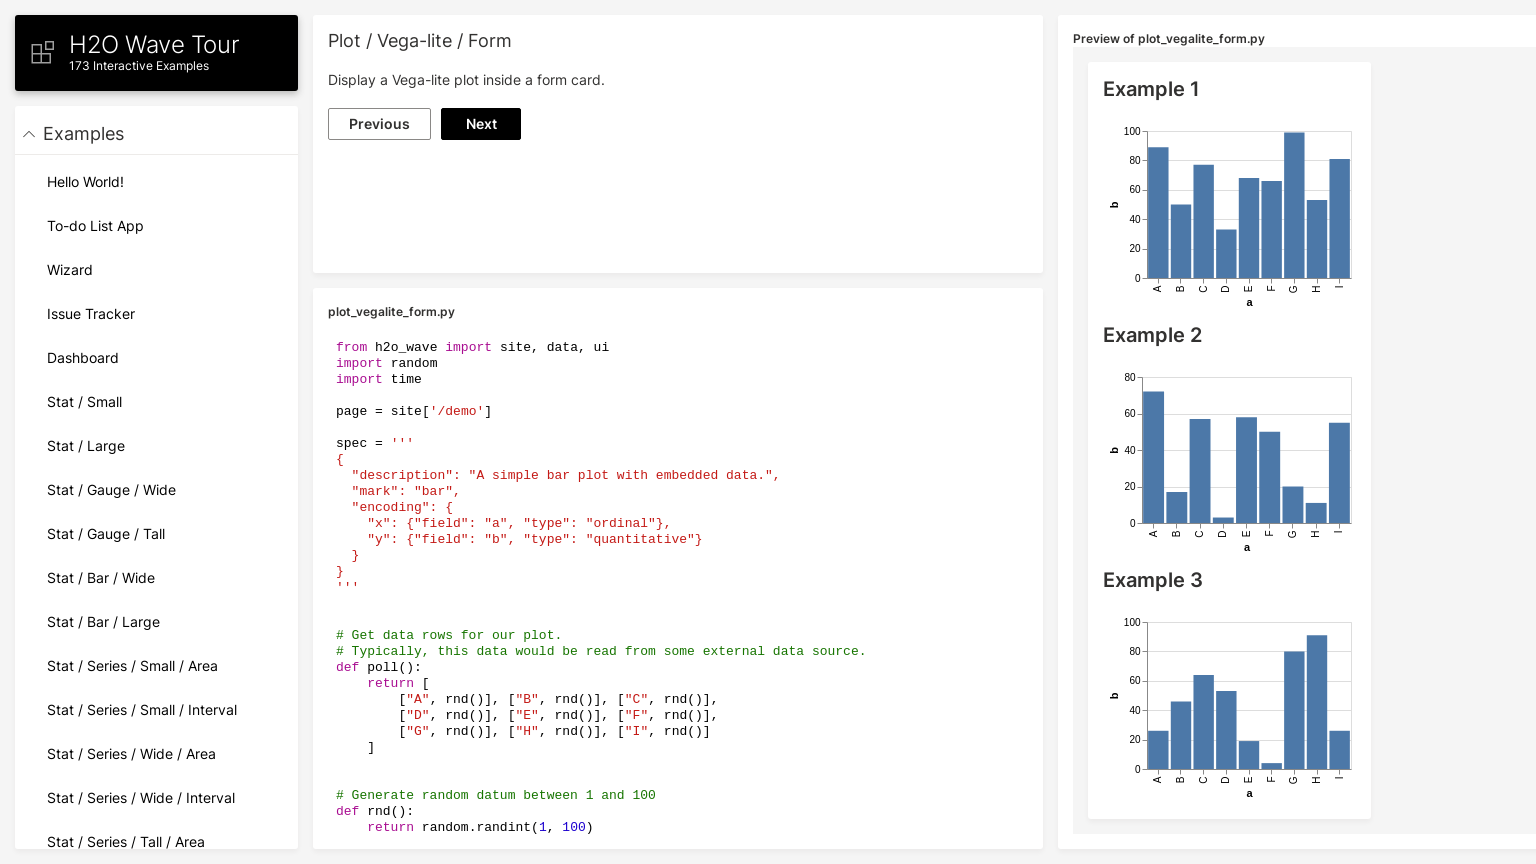 H2O Wave Tour
173 Interactive Examples
Examples
Hello World!
To-do List App
Wizard
Issue Tracker
Dashboard
Stat / Small
Stat / Large
Stat / Gauge / Wide
Stat / Gauge / Tall
Stat / Bar / Wide
Stat / Bar / Large
Stat / Series / Small / Area
Stat / Series / Small / Interval
Stat / Series / Wide / Area
Stat / Series / Wide / Interval
Stat / Series / Tall / Area
Plot / Vega-lite / Form
Display a Vega-lite plot inside a form card.
Previous Next
plot_vegalite_form.py
from h2o_wave import site, data, ui
import random
import time
page = site['/demo']
spec = '''
{
  "description": "A simple bar plot with embedded data.",
  "mark": "bar",
  "encoding": {
    "x": {"field": "a", "type": "ordinal"},
    "y": {"field": "b", "type": "quantitative"}
  }
}
'''
# Get data rows for our plot.
# Typically, this data would be read from some external data source.
def poll():
    return [
        ["A", rnd()], ["B", rnd()], ["C", rnd()],
        ["D", rnd()], ["E", rnd()], ["F", rnd()],
        ["G", rnd()], ["H", rnd()], ["I", rnd()]
    ]
# Generate random datum between 1 and 100
def rnd():
    return random.randint(1, 100)
Preview of plot_vegalite_form.py
Example 1
100
80
60
40
20
0
b
A B C D E F G H I
a
Example 2
80
60
40
20
0
b
A B C D E F G H I
a
Example 3
100
80
60
40
20
0
b
A B C D E F G H I
a